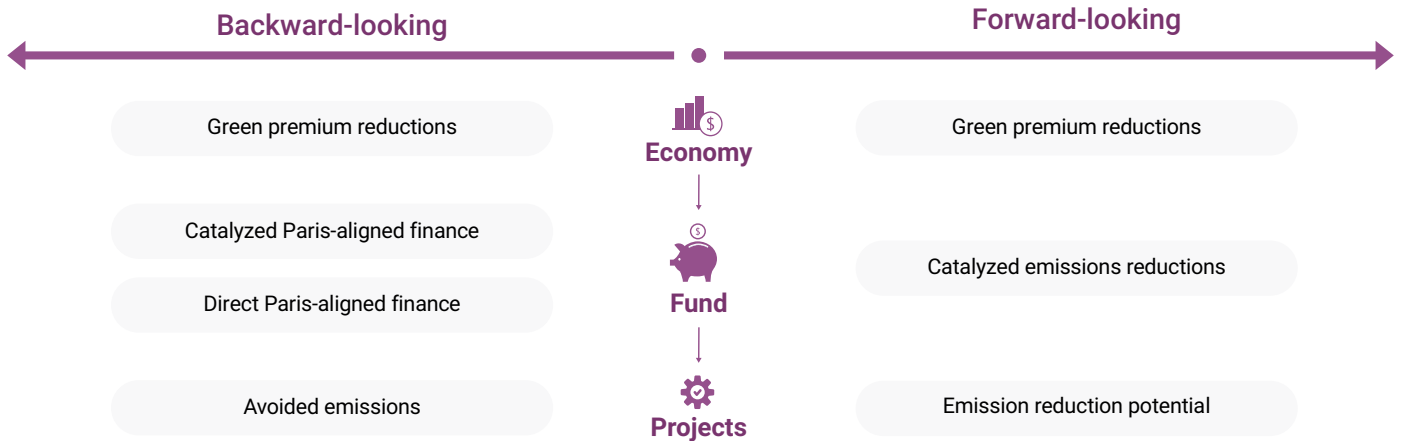 Backward-looking
Forward-looking
Green premium reductions
$
Economy
Green premium reductions
Catalyzed Paris-aligned finance
Direct Paris-aligned finance
$
Fund
Catalyzed emissions reductions
Avoided emissions
Projects
Emission reduction potential